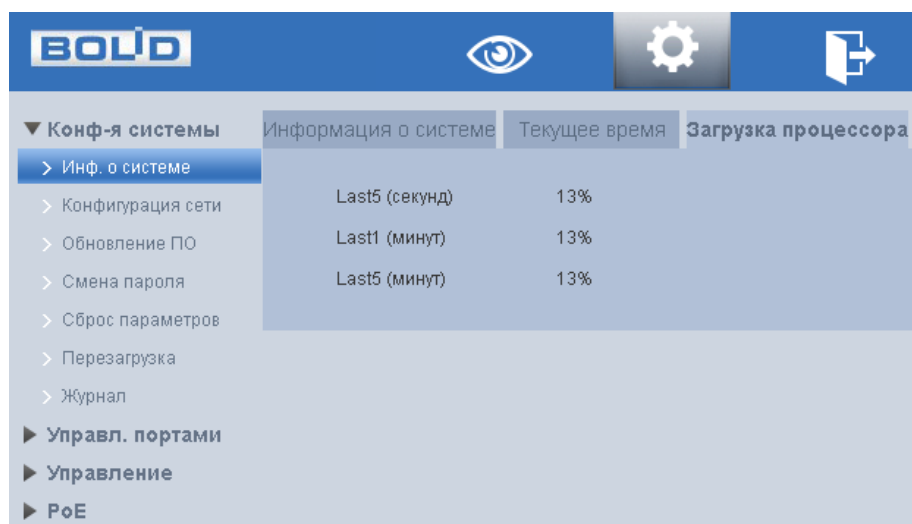 BOLID
Конф-я системы
Информация о системе Текущее время Загрузка процессора
Инф. о системе
Last5 (секунд) 13%
Конфигурация сети
Last1 (минут) 13%
Обновление ПО
Last5 (минут) 13%
Смена пароля
Сброс параметров
Перезагрузка
Журнал
Управл. портами
Управление
PoE